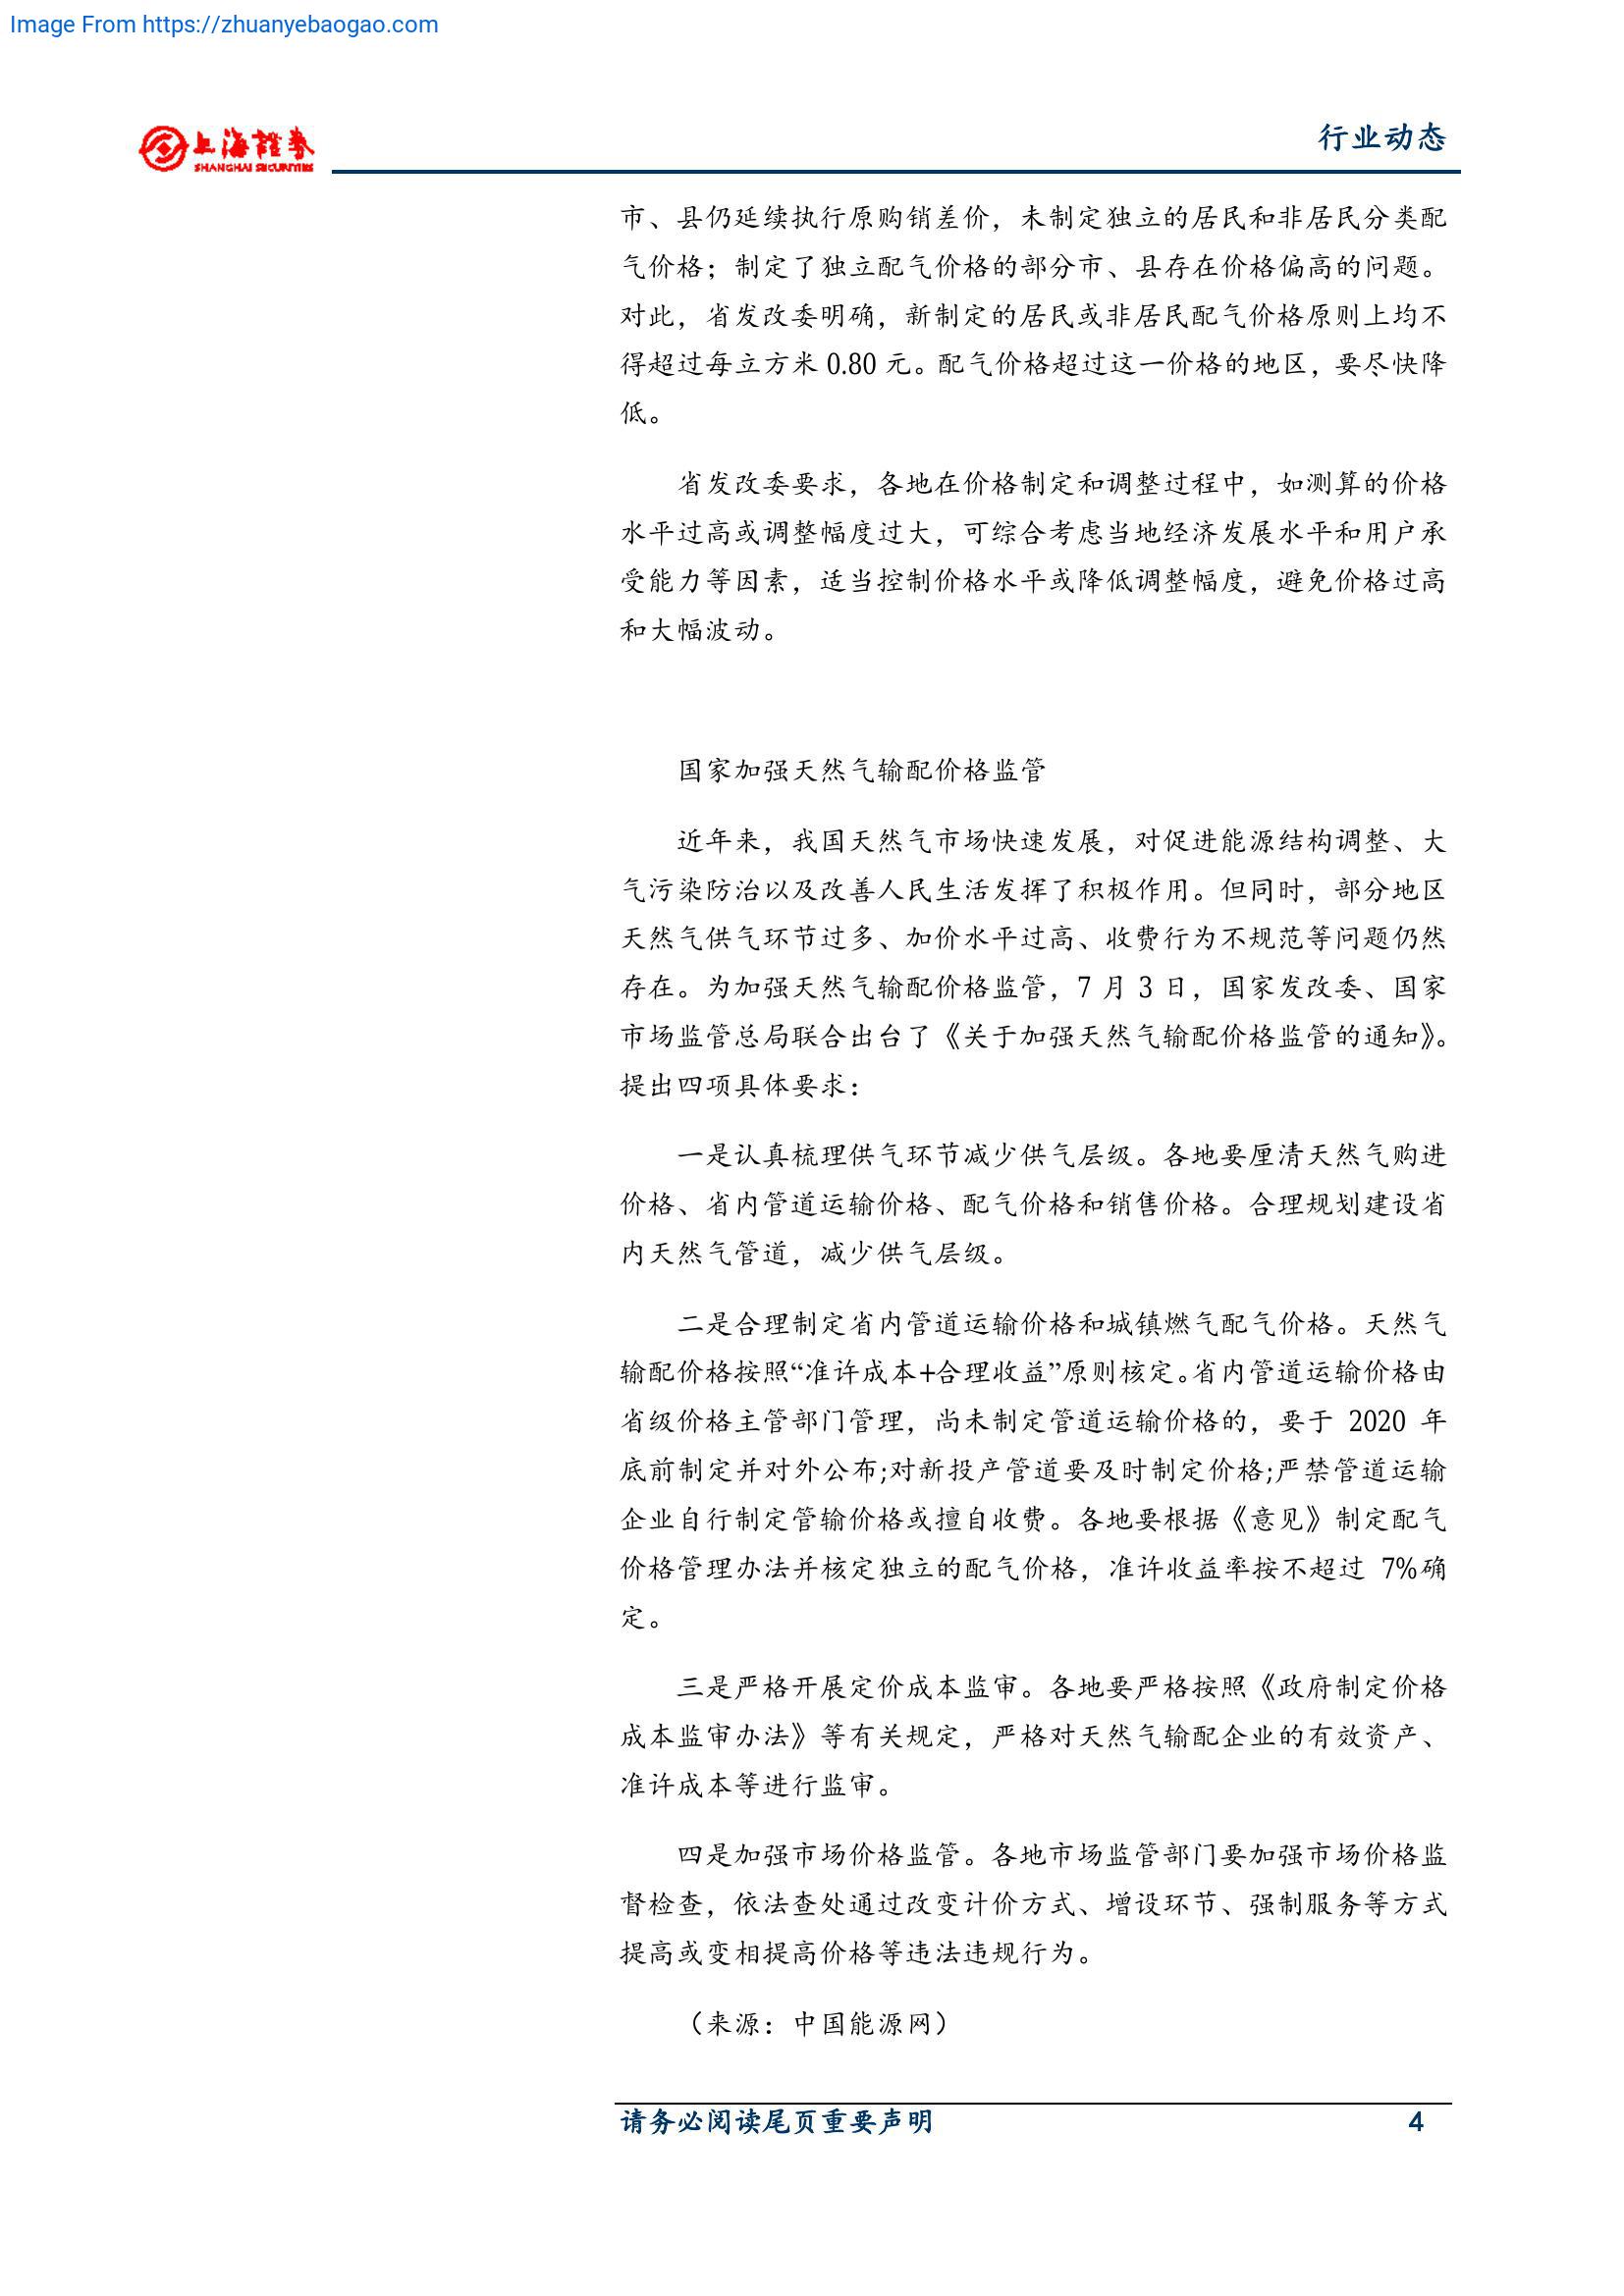 Image From https://zhuanyebaogao.com
上海證券
SHANGHAI SECURITIES
行业动态
市、县仍延续执行原购销差价，未制定独立的居民和非居民分类配
气价格；制定了独立配气价格的部分市、县存在价格偏高的问题。
对此，省发改委明确，新制定的居民或非居民配气价格原则上均不
得超过每立方米 0.80 元。配气价格超过这一价格的地区，要尽快降
低。
省发改委要求，各地在价格制定和调整过程中，如测算的价格
水平过高或调整幅度过大，可综合考虑当地经济发展水平和用户承
受能力等因素，适当控制价格水平或降低调整幅度，避免价格过高
和大幅波动。
国家加强天然气输配价格监管
近年来，我国天然气市场快速发展，对促进能源结构调整、大
气污染防治以及改善人民生活发挥了积极作用。但同时，部分地区
天然气供气环节过多、加价水平过高、收费行为不规范等问题仍然
存在。为加强天然气输配价格监管，7 月 3 日，国家发改委、国家
市场监管总局联合出台了《关于加强天然气输配价格监管的通知》。
提出四项具体要求：
一是认真梳理供气环节减少供气层级。各地要厘清天然气购进
价格、省内管道运输价格、配气价格和销售价格。合理规划建设省
内天然气管道，减少供气层级。
二是合理制定省内管道运输价格和城镇燃气配气价格。天然气
输配价格按照“准许成本+合理收益”原则核定。省内管道运输价格由
省级价格主管部门管理，尚未制定管道运输价格的，要于 2020 年
底前制定并对外公布;对新投产管道要及时制定价格;严禁管道运输
企业自行制定管输价格或擅自收费。各地要根据《意见》制定配气
价格管理办法并核定独立的配气价格，准许收益率按不超过 7%确
定。
三是严格开展定价成本监审。各地要严格按照《政府制定价格
成本监审办法》等有关规定，严格对天然气输配企业的有效资产、
准许成本等进行监审。
四是加强市场价格监管。各地市场监管部门要加强市场价格监
督检查，依法查处通过改变计价方式、增设环节、强制服务等方式
提高或变相提高价格等违法违规行为。
（来源：中国能源网）
请务必阅读尾页重要声明 4